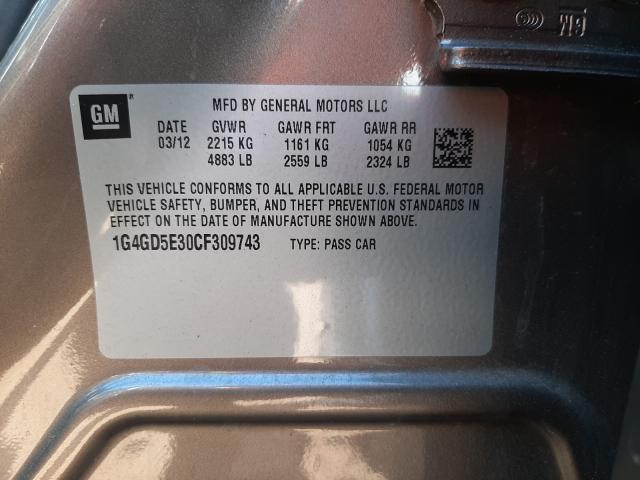 GM
MFD BY GENERAL MOTORS LLC
DATE GVWR GAWR FRT GAWR RR
03/12 2215 KG 1161 KG 1054 KG
4883 LB 2559 LB 2324 LB
THIS VEHICLE CONFORMS TO ALL APPLICABLE U.S. FEDERAL MOTOR
VEHICLE SAFETY, BUMPER, AND THEFT PREVENTION STANDARDS IN
EFFECT ON THE DATE OF MANUFACTURE SHOWN ABOVE.
1G4GD5E30CF309743 TYPE: PASS CAR